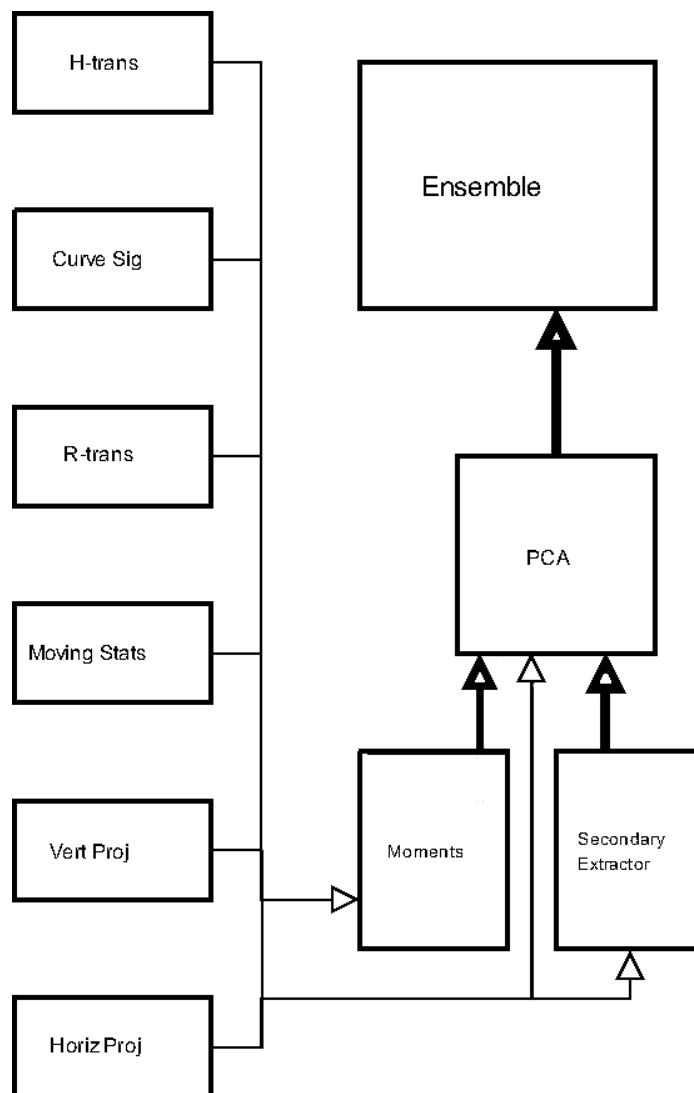 H-trans
Ensemble
Curve Sig
R-trans
PCA
Moving Stats
Vert Proj
Moments
Secondary
Extractor
Horiz Proj